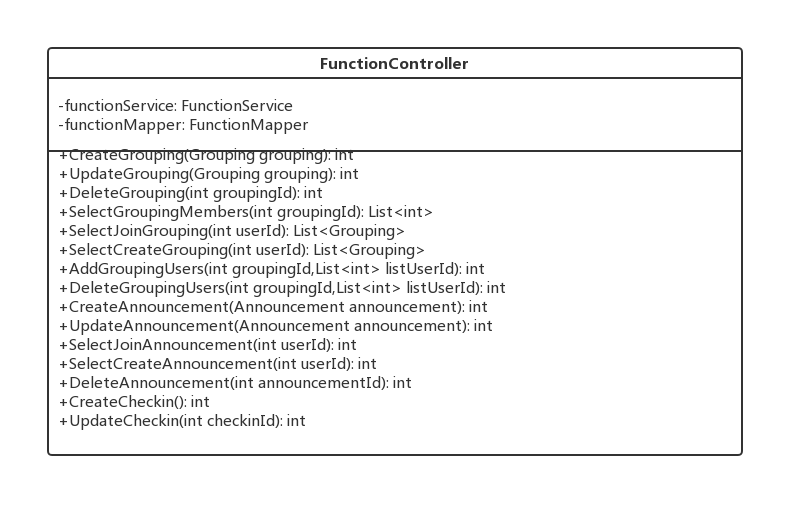 FunctionController
-functionService: FunctionService
-functionMapper: FunctionMapper
+CreateGrouping(Grouping grouping): int
+UpdateGrouping(Grouping grouping): int
+DeleteGrouping(int groupingId): int
+SelectGroupingMembers(int groupingId): List<int>
+SelectJoinGrouping(int userId): List<Grouping>
+SelectCreateGrouping(int userId): List<Grouping>
+AddGroupingUsers(int groupingId,List<int> listUserId): int
+DeleteGroupingUsers(int groupingId,List<int> listUserId): int
+CreateAnnouncement(Announcement announcement): int
+UpdateAnnouncement(Announcement announcement): int
+SelectJoinAnnouncement(int userId): int
+SelectCreateAnnouncement(int userId): int
+DeleteAnnouncement(int announcementId): int
+CreateCheckin(): int
+UpdateCheckin(int checkinId): int